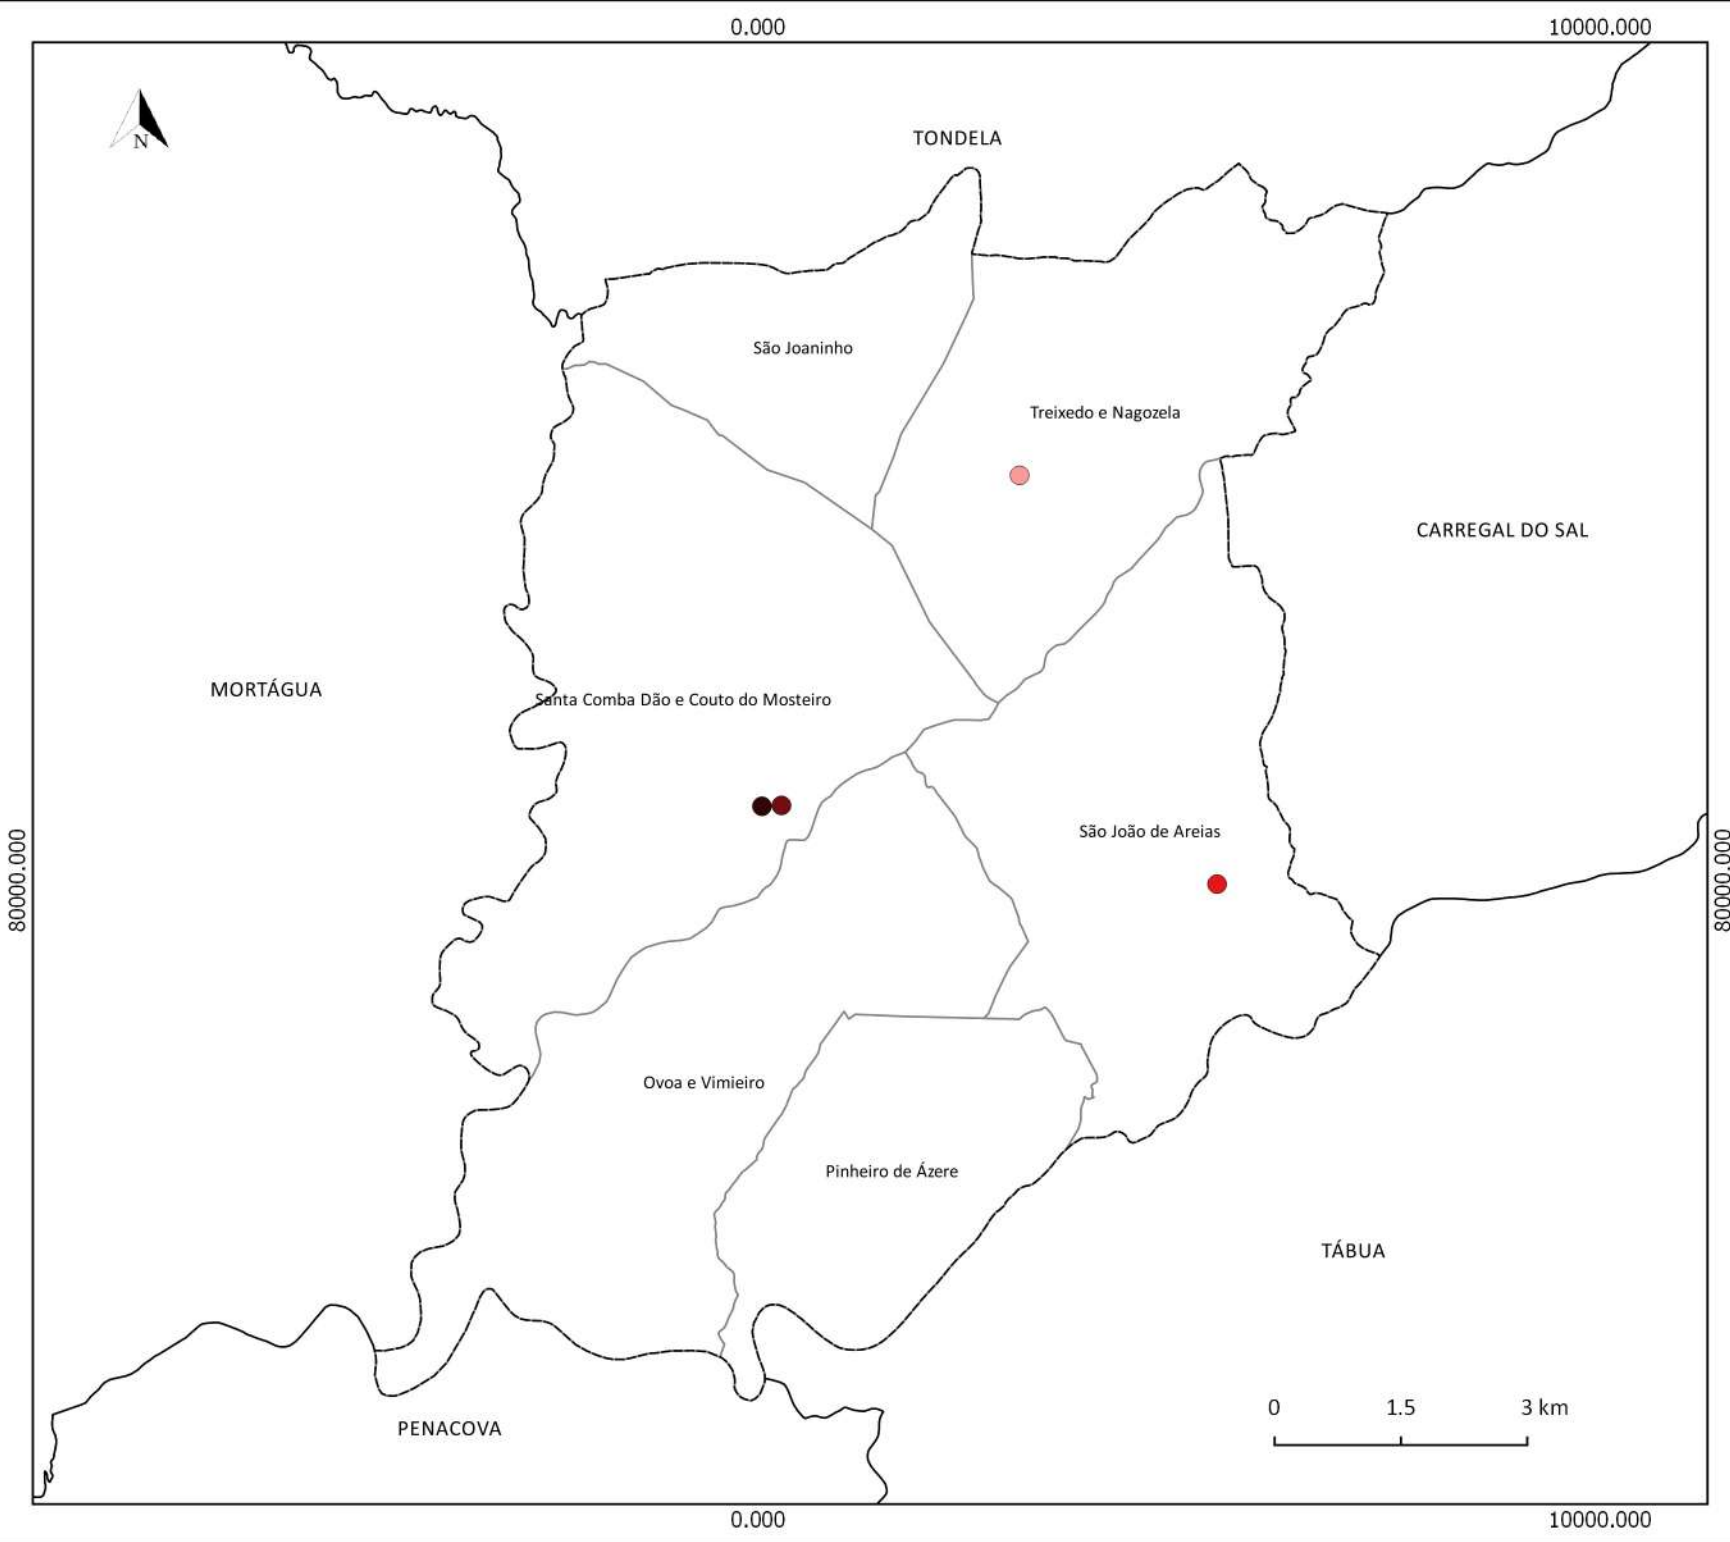 0.000
10000.000
N
TONDELA
São Joaninho
Treixedo e Nagozela
CARREGAL DO SAL
MORTÁGUA
Santa Comba Dão e Couto do Mosteiro
São João de Areias
80000.000
80000.000
Ovoa e Vimieiro
Pinheiro de Ázere
TÁBUA
0 1.5 3 km
PENACOVA
0.000
10000.000